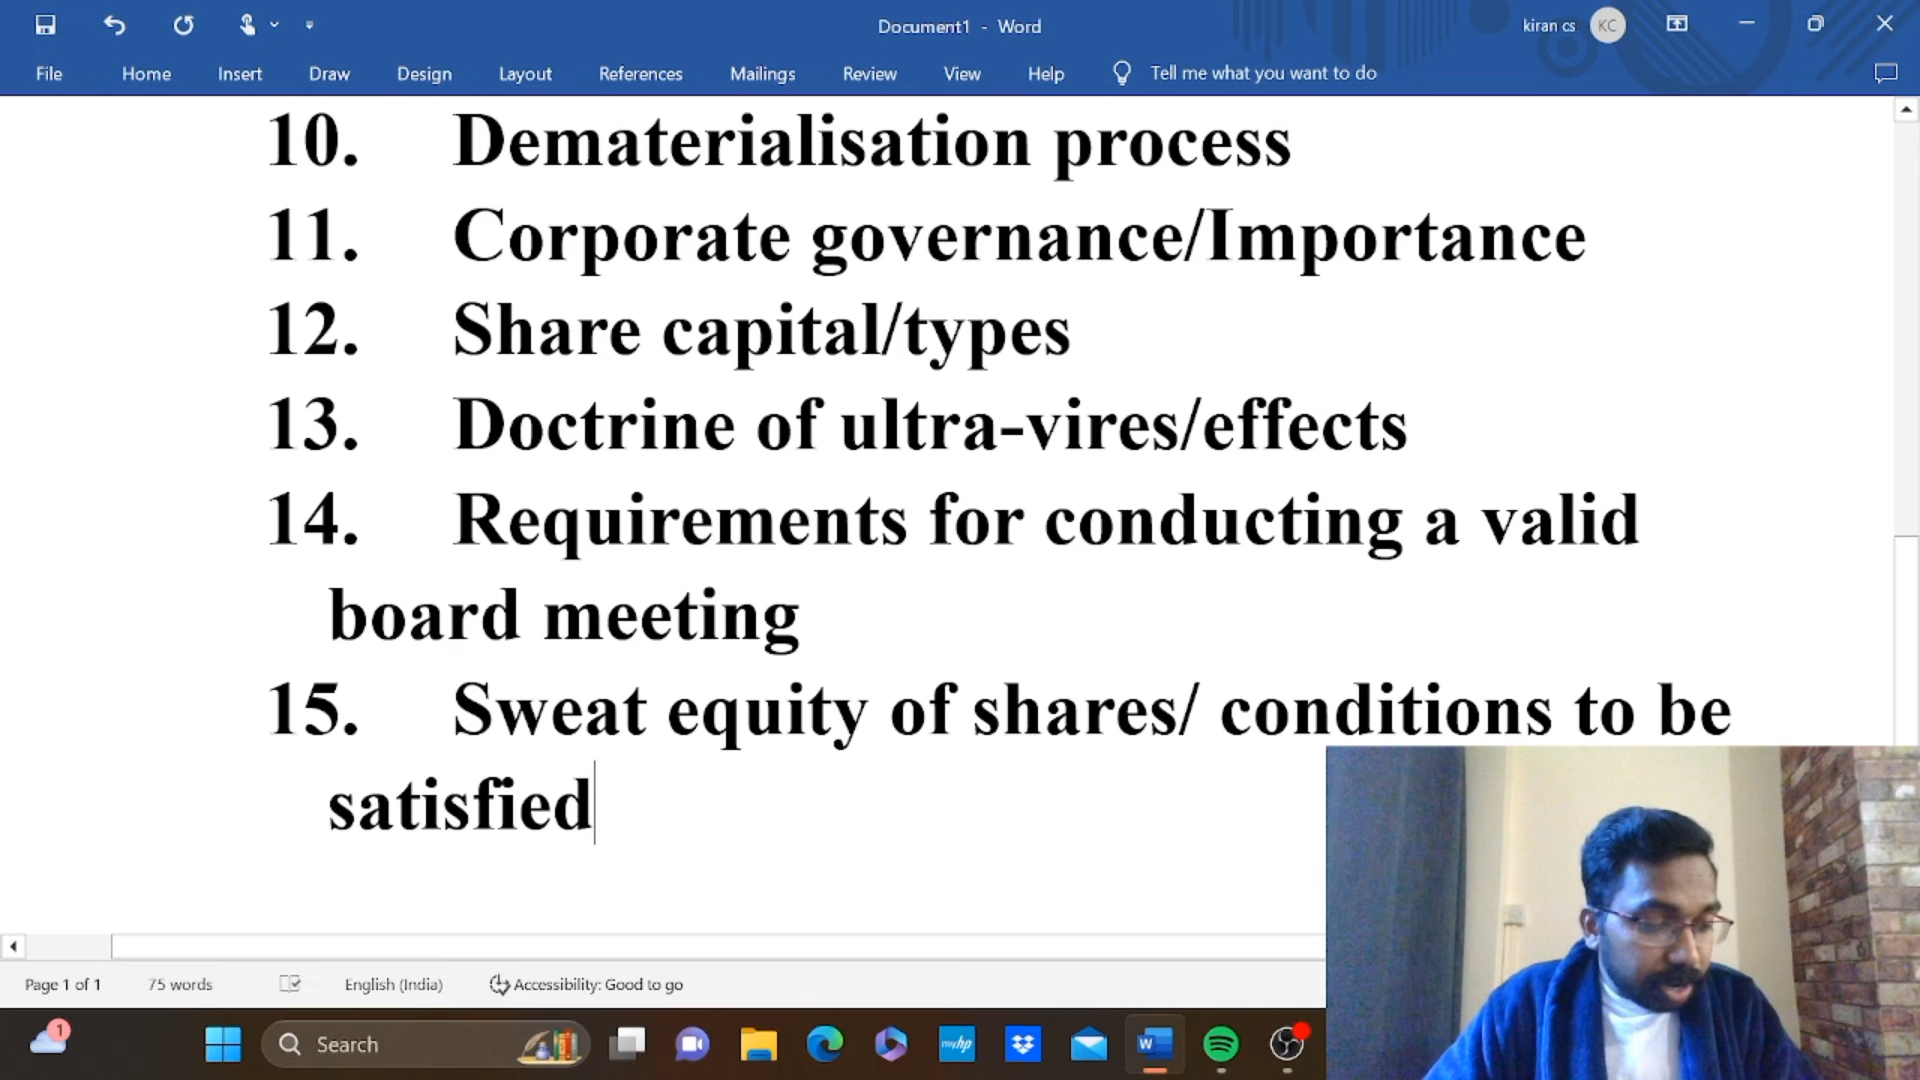 Document1 - Word
kiran cs
KC
File
Home
Insert
Draw
Design
Layout
References
Mailings
Review
View
Help
Tell me what you want to do
10. Dematerialisation process
11. Corporate governance/Importance
12. Share capital/types
13. Doctrine of ultra-vires/effects
14. Requirements for conducting a valid
board meeting
15. Sweat equity of shares/ conditions to be
satisfied
Page 1 of 1
75 words
English (India)
Accessibility: Good to go
1
Search
myhp
W